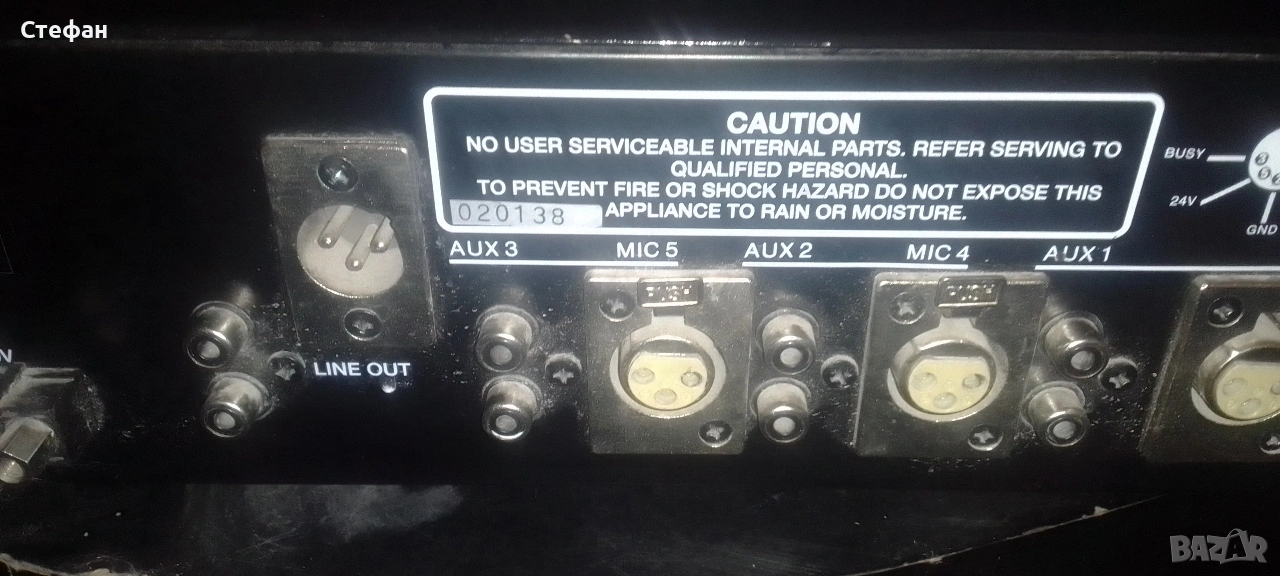 Стефан
CAUTION
NO USER SERVICEABLE INTERNAL PARTS. REFER SERVING TO
QUALIFIED PERSONAL.
TO PREVENT FIRE OR SHOCK HAZARD DO NOT EXPOSE THIS
020138 APPLIANCE TO RAIN OR MOISTURE.
BUSY
24V
GND
AUX 3 MIC 5 AUX 2 MIC 4 AUX 1
PUSH PUSH
N
LINE OUT
BAZAR